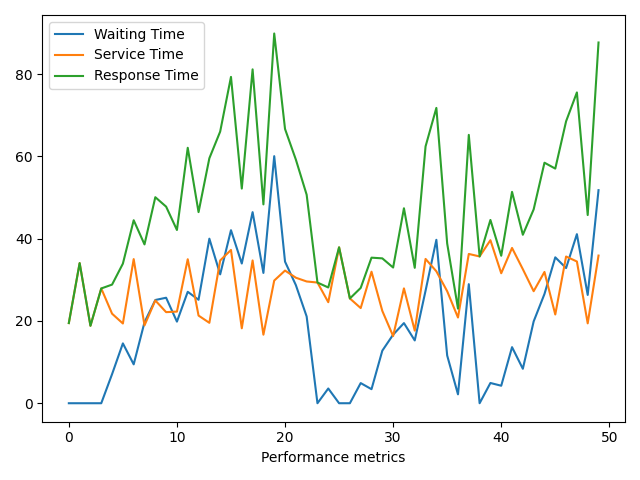 Waiting Time
Service Time
Response Time
80
60
40
20
0
0 10 20 30 40 50
Performance metrics